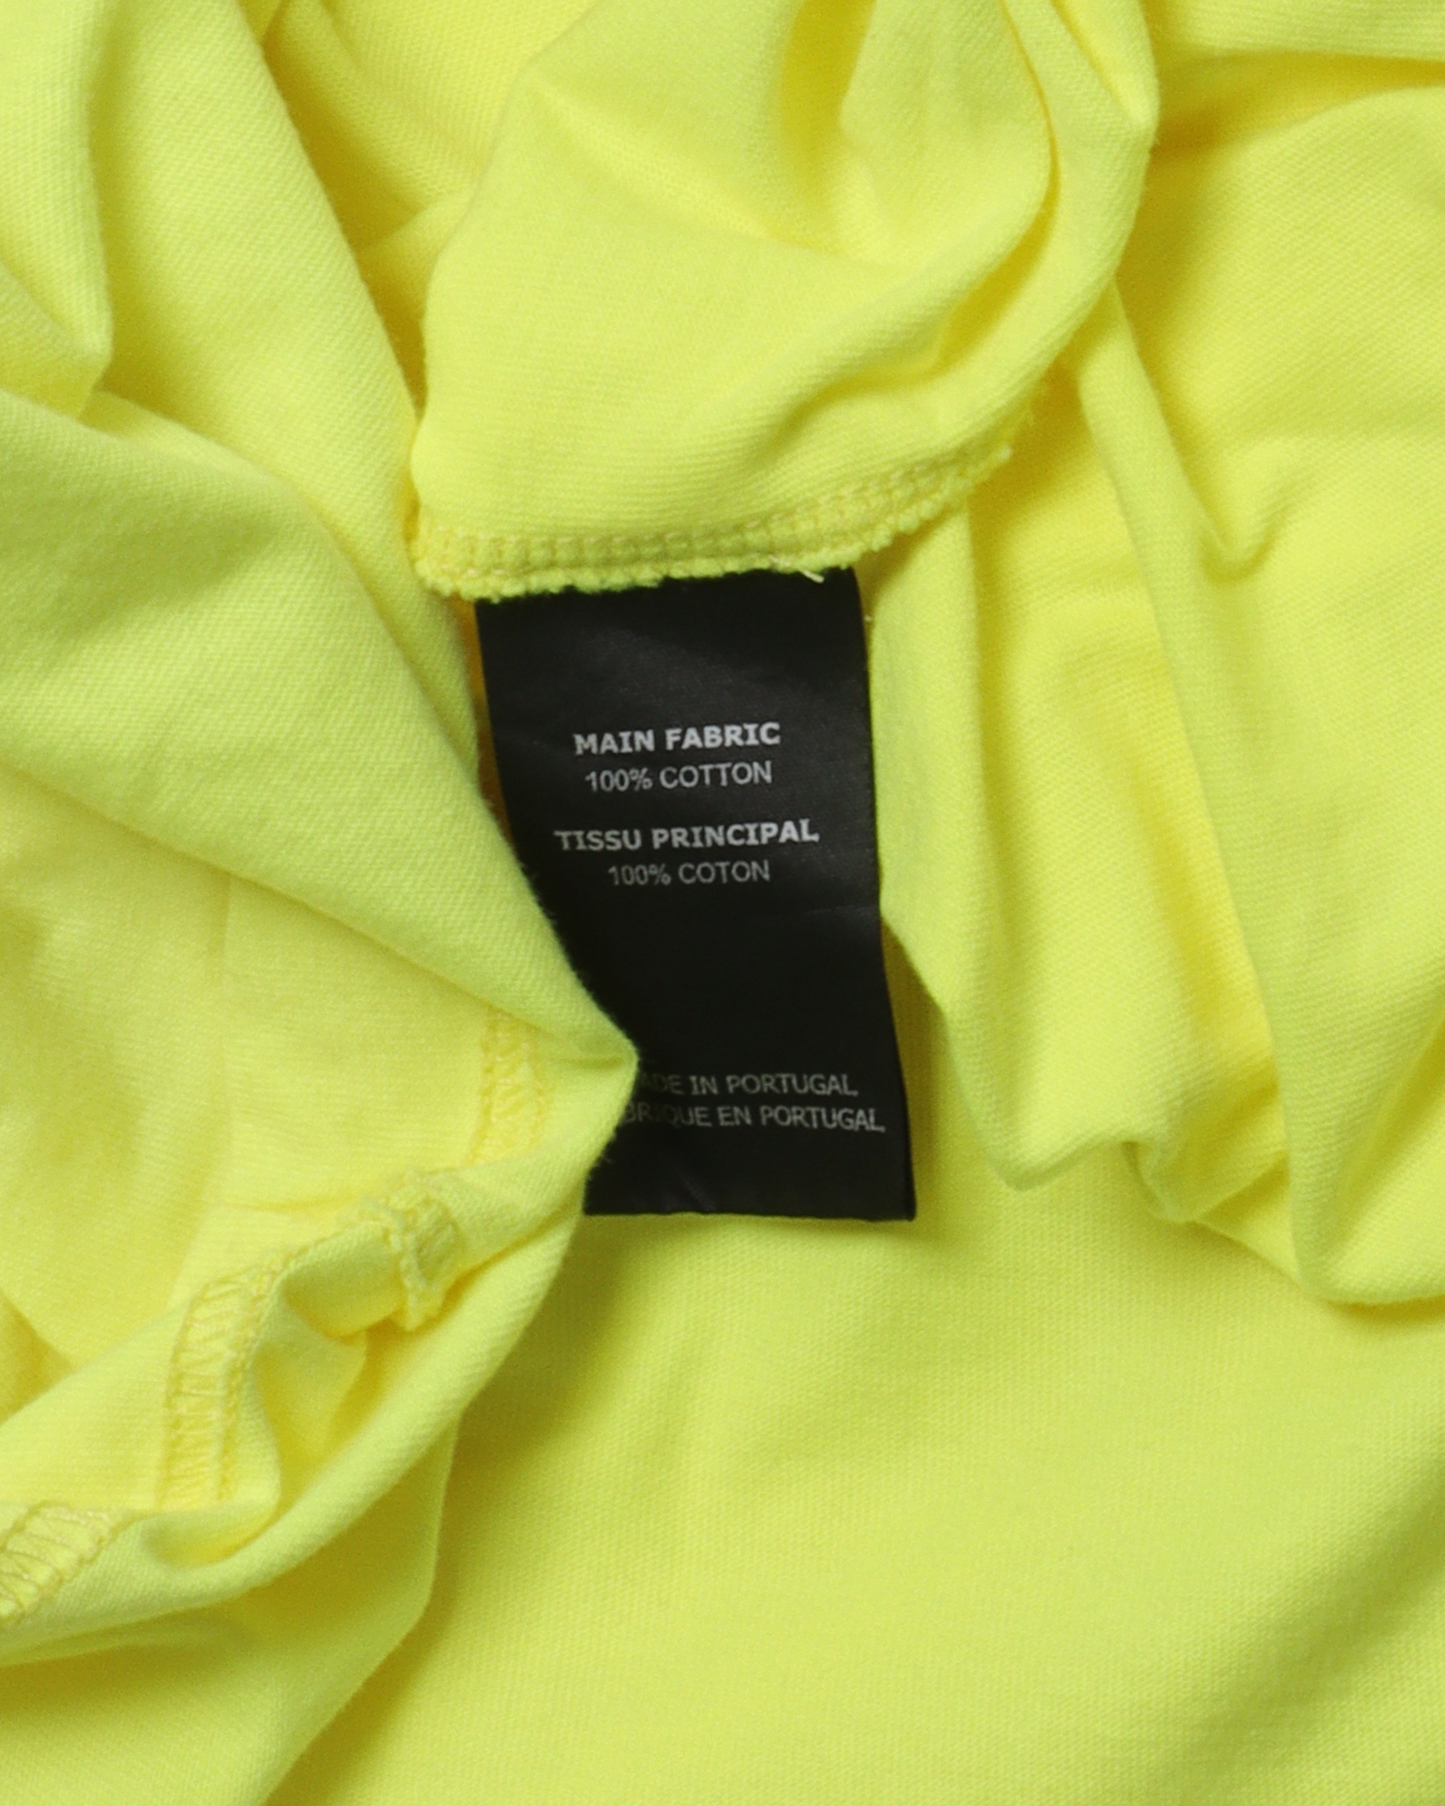 MAIN FABRIC
100% COTTON
TISSU PRINCIPAL
100% COTON
IN PORTUGAL
EN PORTUGAL